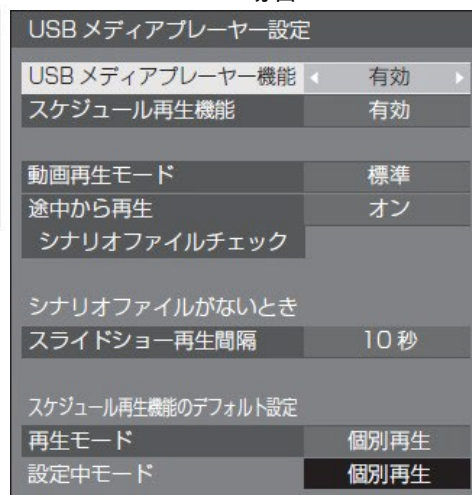 USB メディアプレーヤー設定
USB メディアプレーヤー機能 有効
スケジュール再生機能 有効
動画再生モード 標準
途中から再生 オン
シナリオファイルチェック
シナリオファイルがないとき
スライドショー再生間隔 10 秒
スケジュール再生機能のデフォルト設定
再生モード 個別再生
設定中モード 個別再生